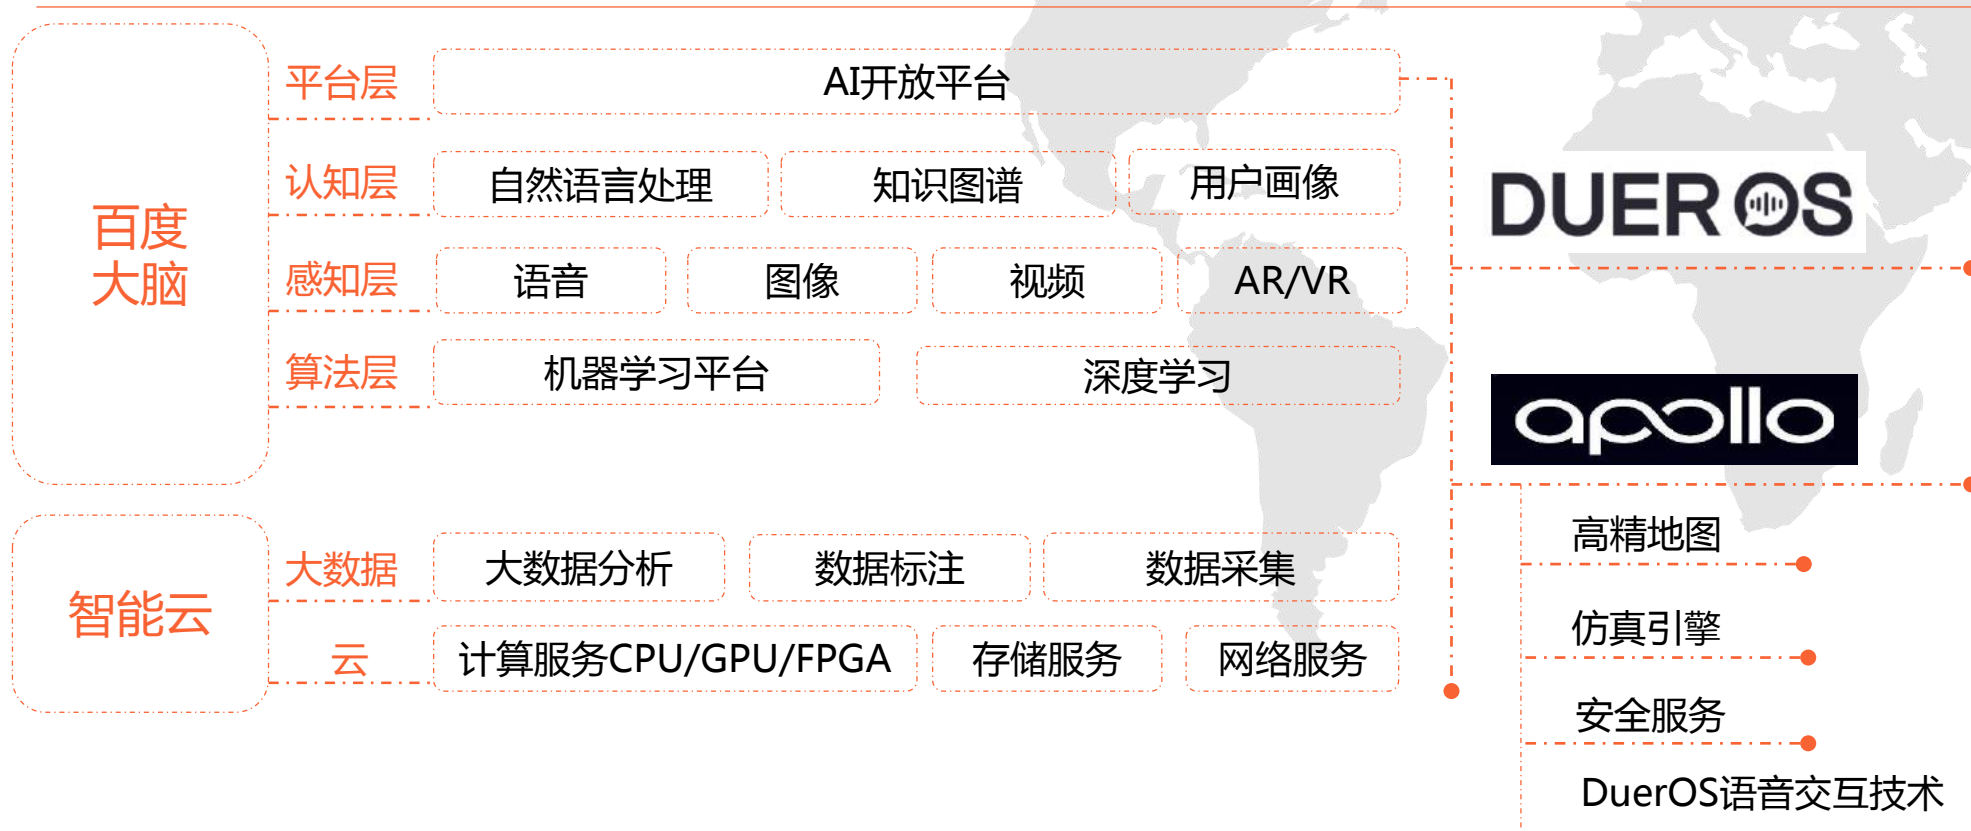 百度
大脑
平台层
AI开放平台
认知层
自然语言处理
知识图谱
用户画像
感知层
语音
图像
视频
AR/VR
算法层
机器学习平台
深度学习
智能云
大数据
大数据分析
数据标注
数据采集
云
计算服务CPU/GPU/FPGA
存储服务
网络服务
DUER OS
apollo
高精地图
仿真引擎
安全服务
DuerOS语音交互技术